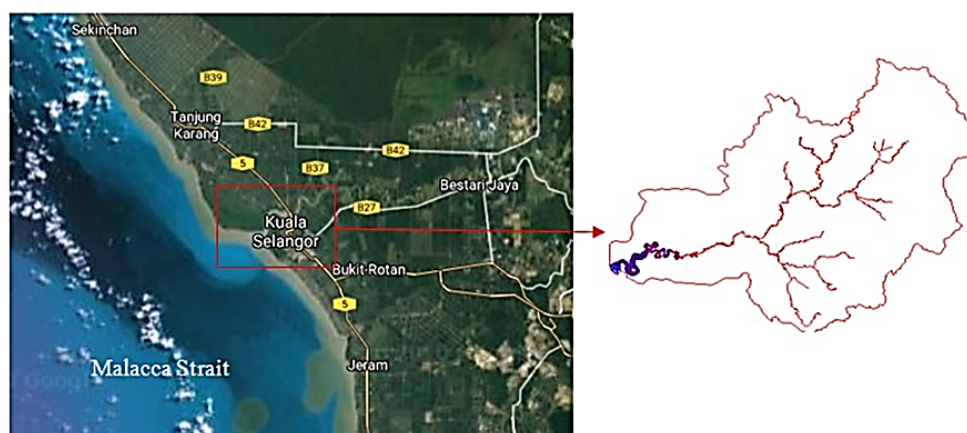 Sekinchan
B39
Tanjung
Karang
B42
B42
5
B37
Bestari Jaya
B27
Kuala
Selangor
Bukit Rotan
5
Jeram
Malacca Strait
Google